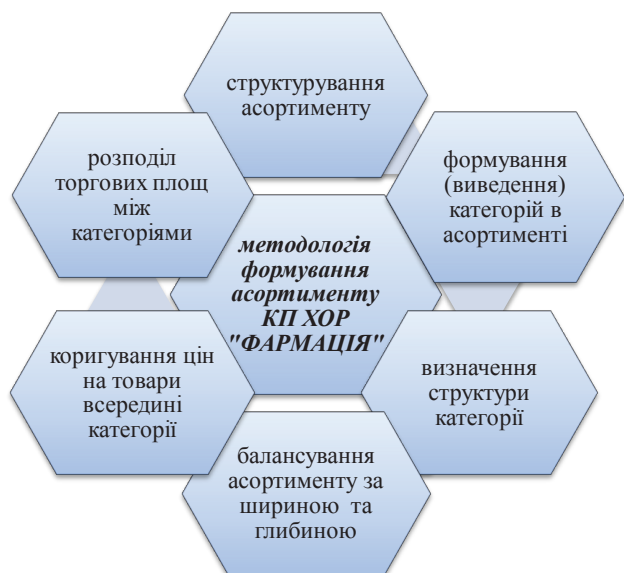 структурування
асортименту
формування
(виведення)
категорій в
асортименті
визначення
структури
категорії
балансування
асортименту за
шириною та
глибиною
коригування цін
на товари
всередині
категорії
розподіл
торгових площ
між
категоріями
методологія
формування
асортименту
КП ХОР
"ФАРМАЦІЯ"